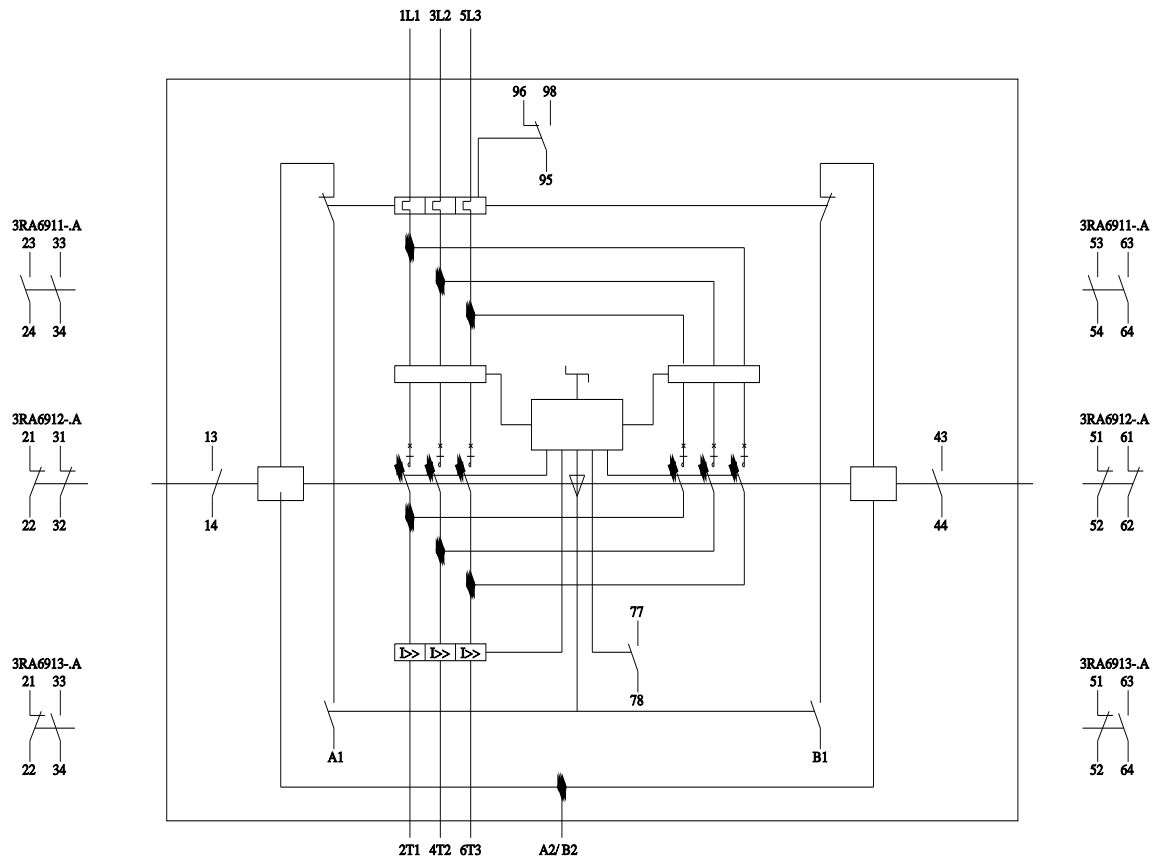 1L1 3L2 5L3
96 98
95
3RA6911-.A
23 33
24 34
3RA6911-.A
53 63
54 64
3RA6912-.A
21 31
22 32
13
14
43
44
3RA6912-.A
51 61
52 62
I>> I>> I>>
77
78
3RA6913-.A
21 33
22 34
3RA6913-.A
51 63
52 64
A1
B1
2T1 4T2 6T3
A2/ B2